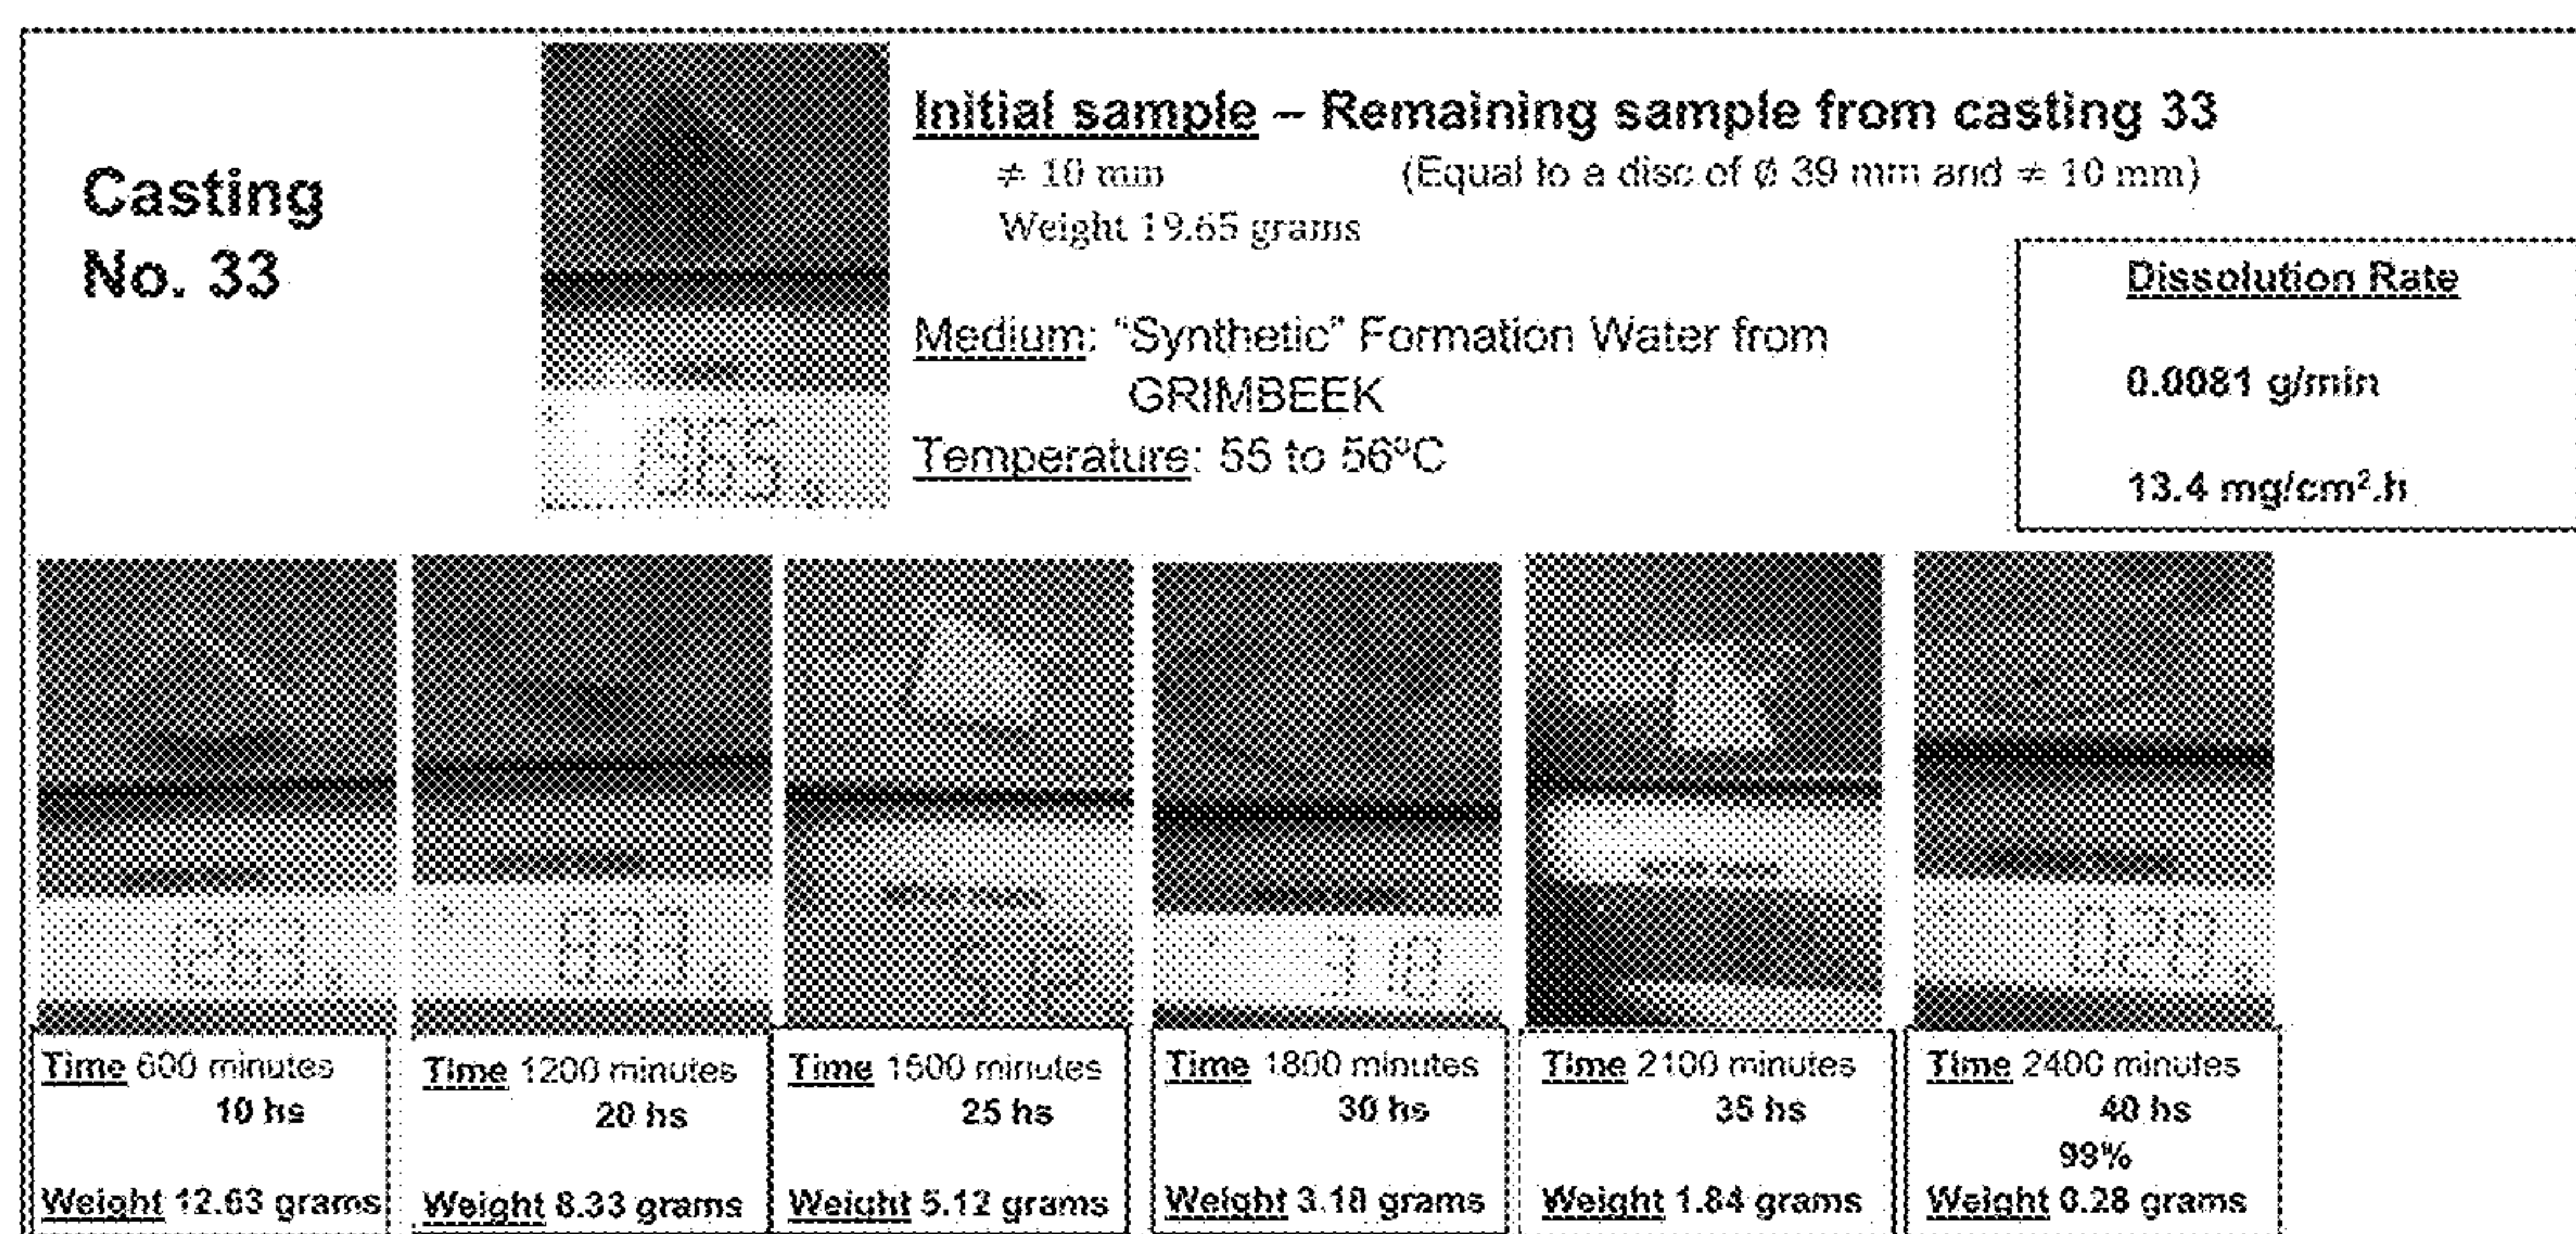 Casting
No. 33
Initial sample – Remaining sample from casting 33
≠ 10 mm (Equal to a disc of ∅ 39 mm and ≠ 10 mm)
Weight 19.65 grams
Medium: "Synthetic" Formation Water from
GRIMBEEK
Temperature: 55 to 56ºC
Dissolution Rate
0.0081 g/min
13.4 mg/cm².h
1965.
1263.
833.
028.
Time 600 minutes
10 hs
Weight 12.63 grams
Time 1200 minutes
20 hs
Weight 8.33 grams
Time 1500 minutes
25 hs
Weight 5.12 grams
Time 1800 minutes
30 hs
Weight 3.18 grams
Time 2100 minutes
35 hs
Weight 1.84 grams
Time 2400 minutes
40 hs
99%
Weight 0.28 grams